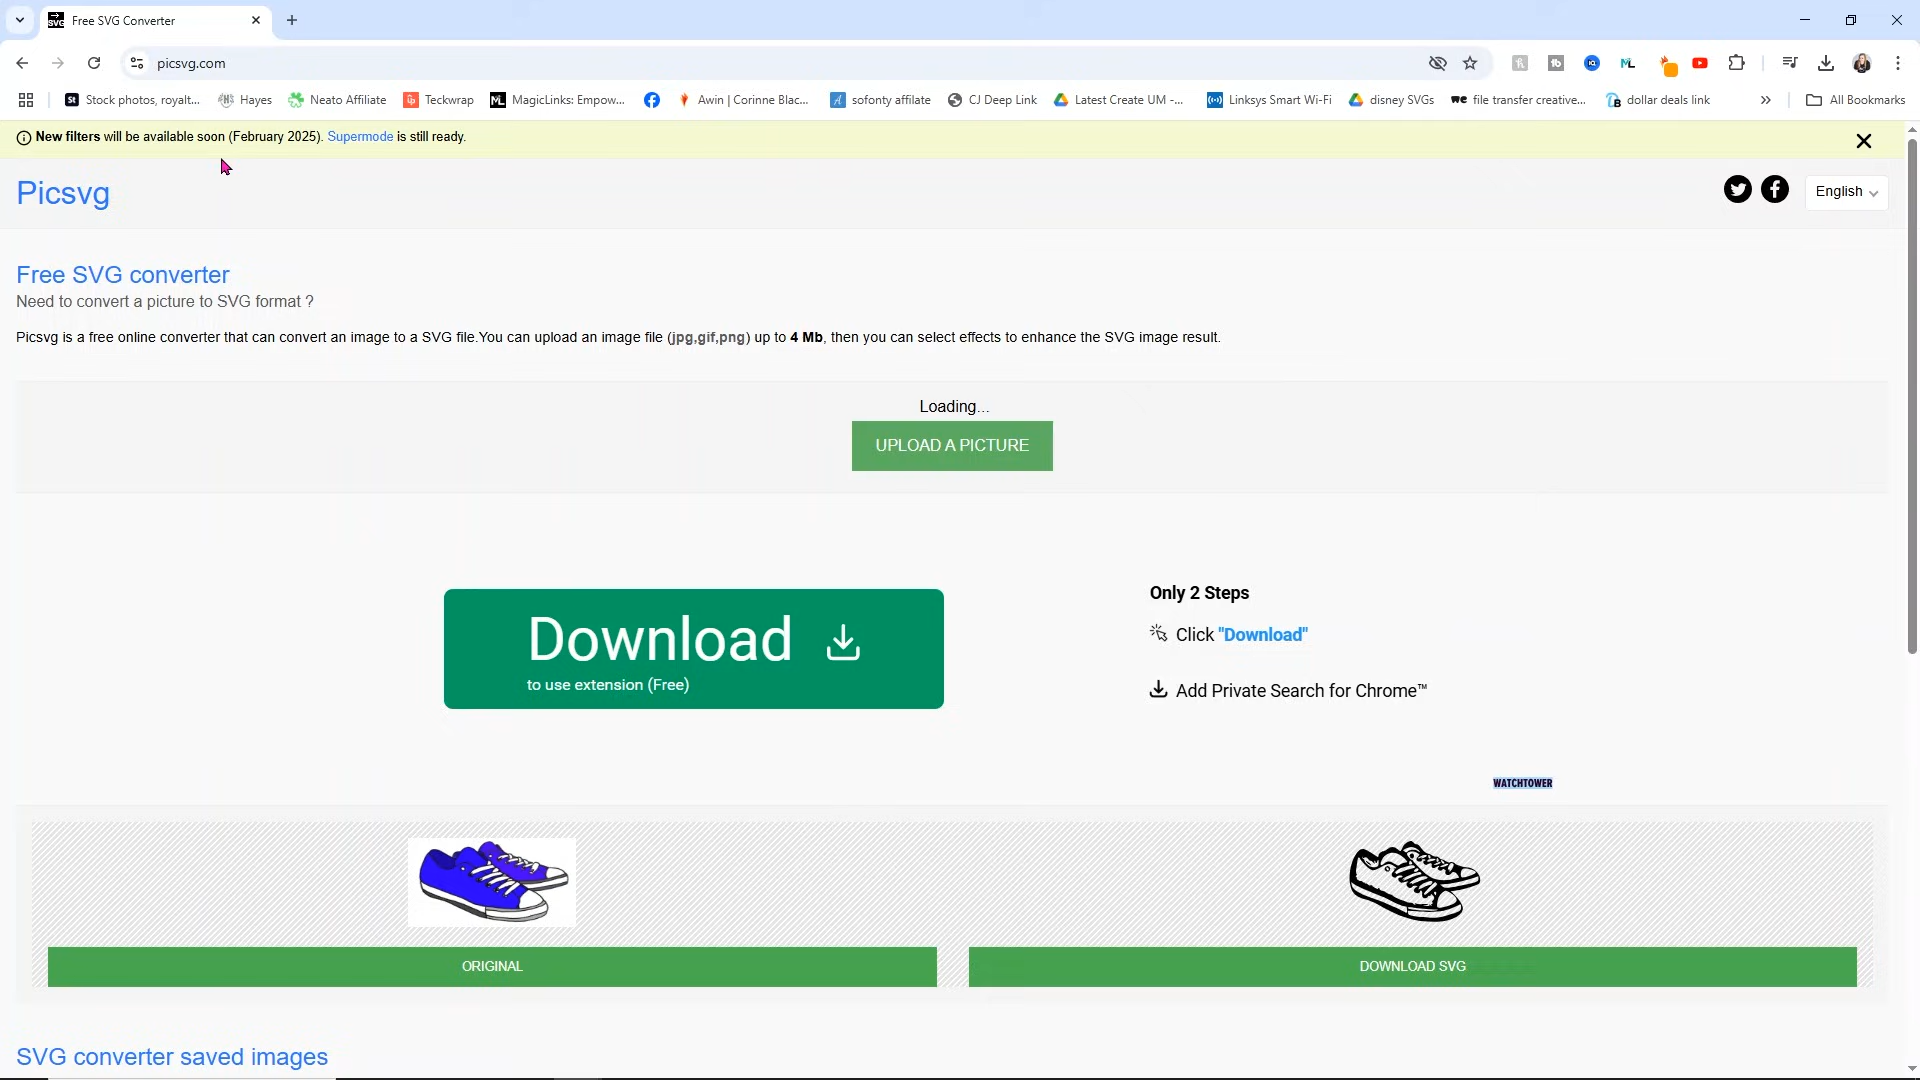 Free SVG Converter
picsvg.com
Stock photos, royalt...
Hayes
Neato Affiliate
Teckwrap
MagicLinks: Empow...
Awin | Corinne Blac...
sofonty affilate
CJ Deep Link
Latest Create UM -...
Linksys Smart Wi-Fi
disney SVGs
file transfer creative...
dollar deals link
All Bookmarks
New filters will be available soon (February 2025). Supermode is still ready.
Picsvg
English
Free SVG converter
Need to convert a picture to SVG format ?
Picsvg is a free online converter that can convert an image to a SVG file.You can upload an image file (jpg,gif,png) up to 4 Mb, then you can select effects to enhance the SVG image result.
Loading...
UPLOAD A PICTURE
Download
to use extension (Free)
Only 2 Steps
Click "Download"
Add Private Search for Chrome™
WATCHTOWER
ORIGINAL
DOWNLOAD SVG
SVG converter saved images